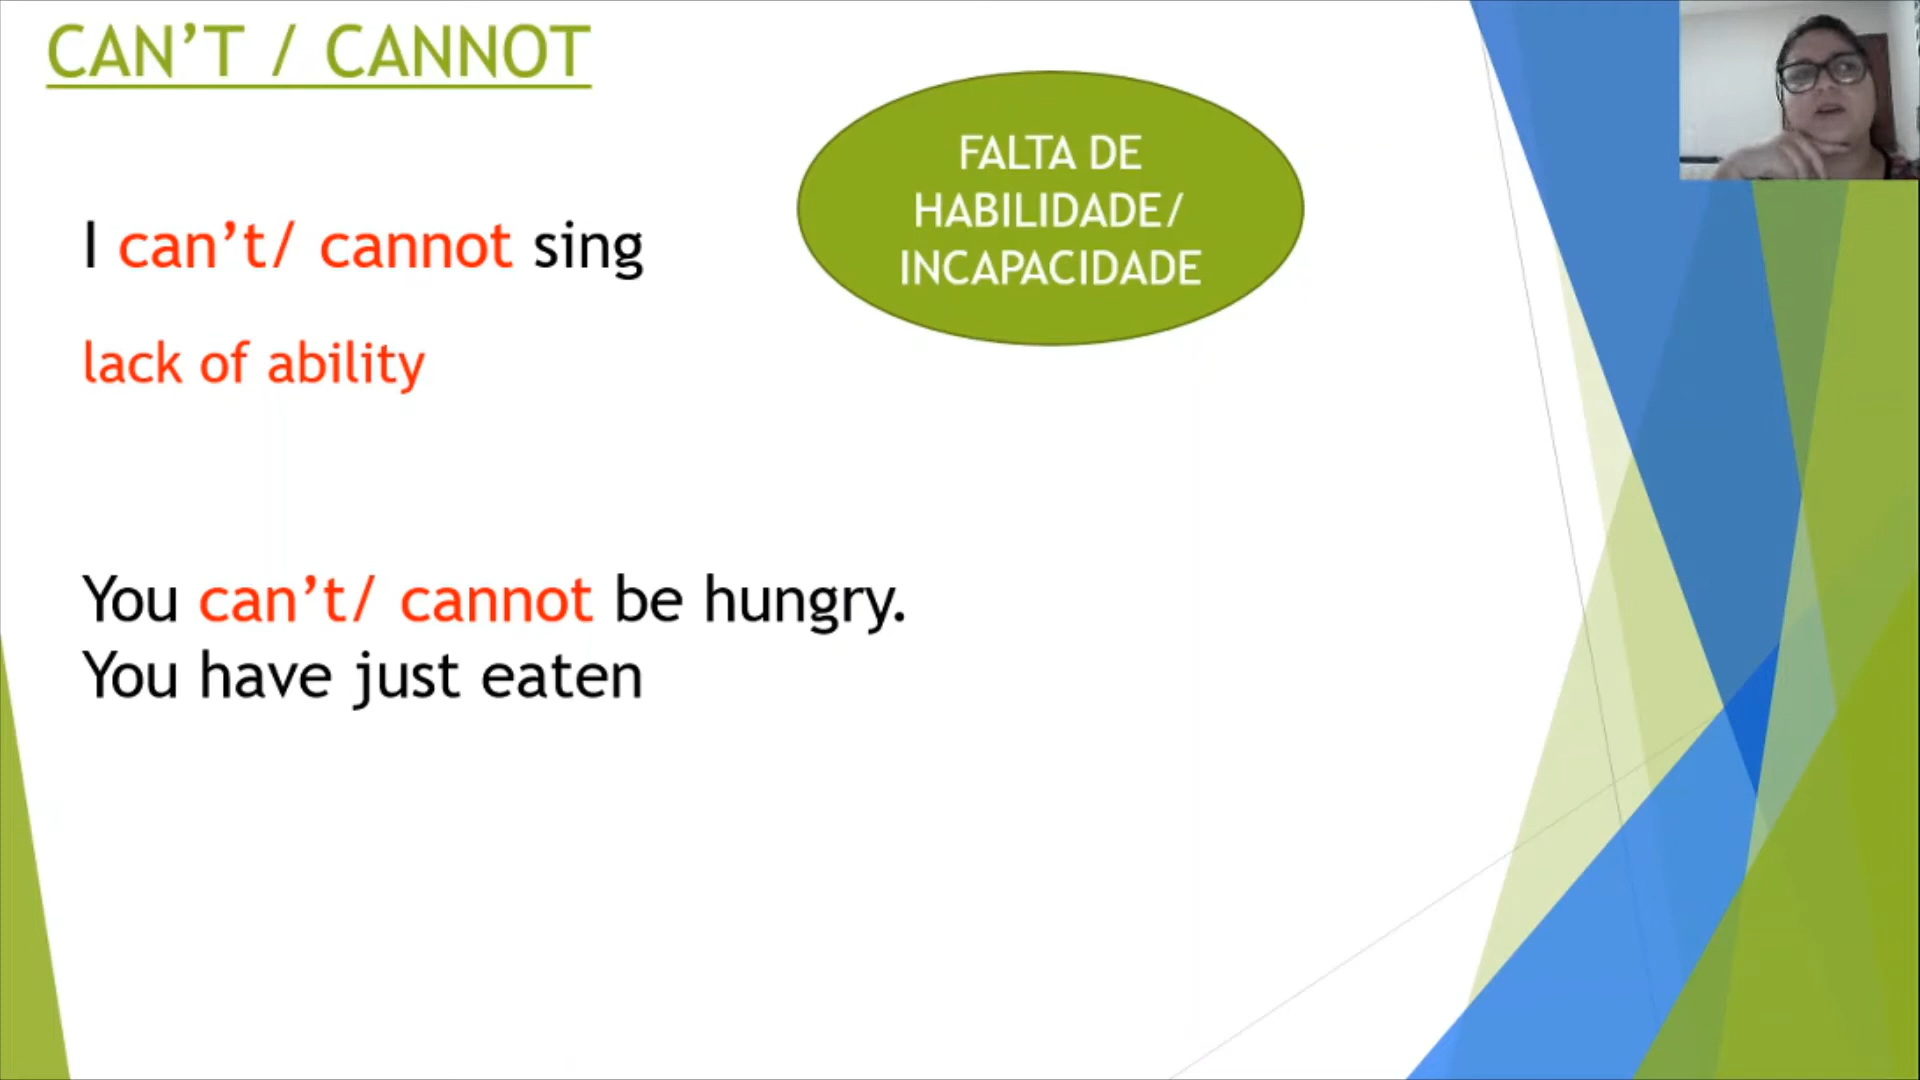 CAN’T / CANNOT
FALTA DE
HABILIDADE/
INCAPACIDADE
I can’t/ cannot sing
lack of ability
You can’t/ cannot be hungry.
You have just eaten